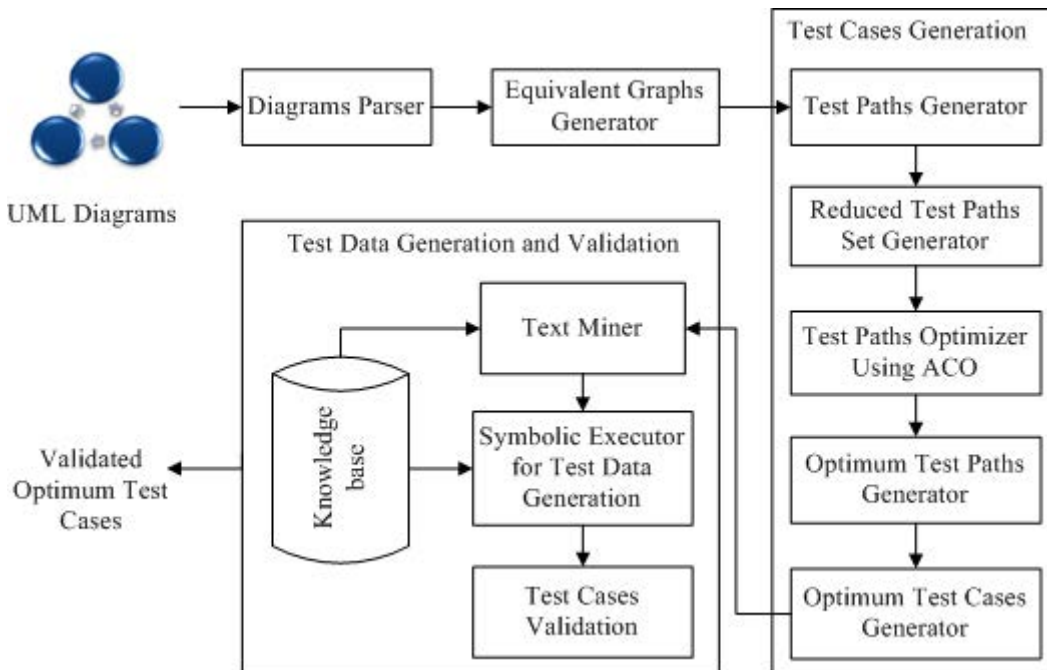 Test Cases Generation
Diagrams Parser
Equivalent Graphs
Generator
Test Paths Generator
UML Diagrams
Reduced Test Paths
Set Generator
Test Data Generation and Validation
Text Miner
Test Paths Optimizer
Using ACO
Knowledge
base
Symbolic Executor
for Test Data
Generation
Validated
Optimum Test
Cases
Optimum Test Paths
Generator
Test Cases
Validation
Optimum Test Cases
Generator